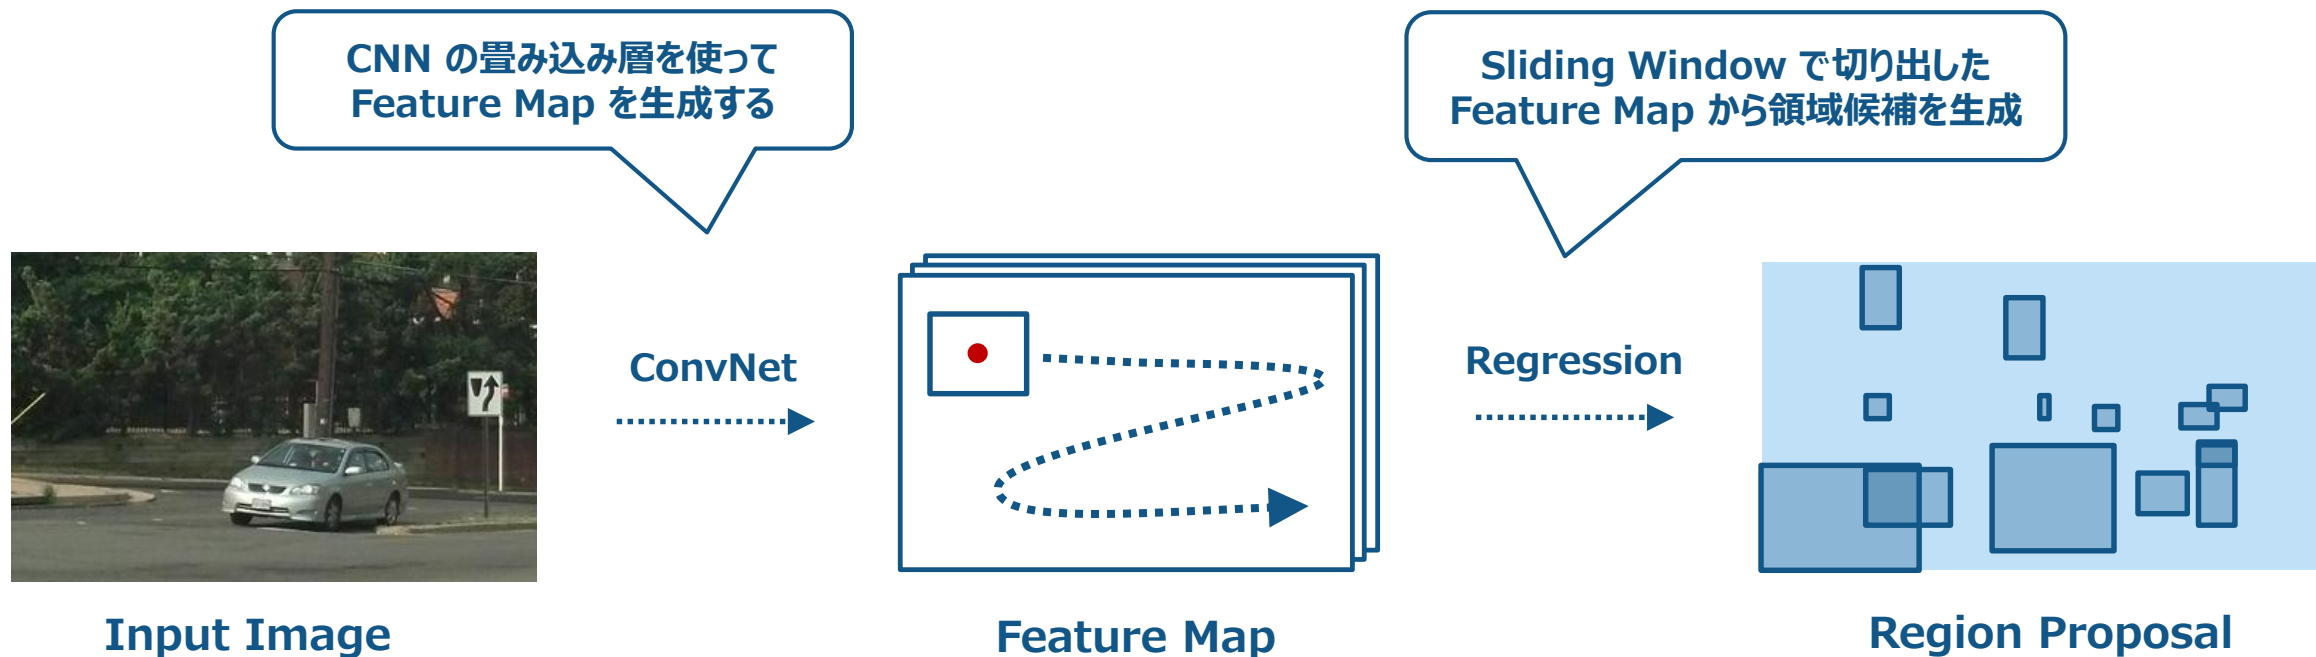 CNN の畳み込み層を使って
Feature Map を生成する
Sliding Window で切り出した
Feature Map から領域候補を生成
ConvNet
Regression
Input Image
Feature Map
Region Proposal